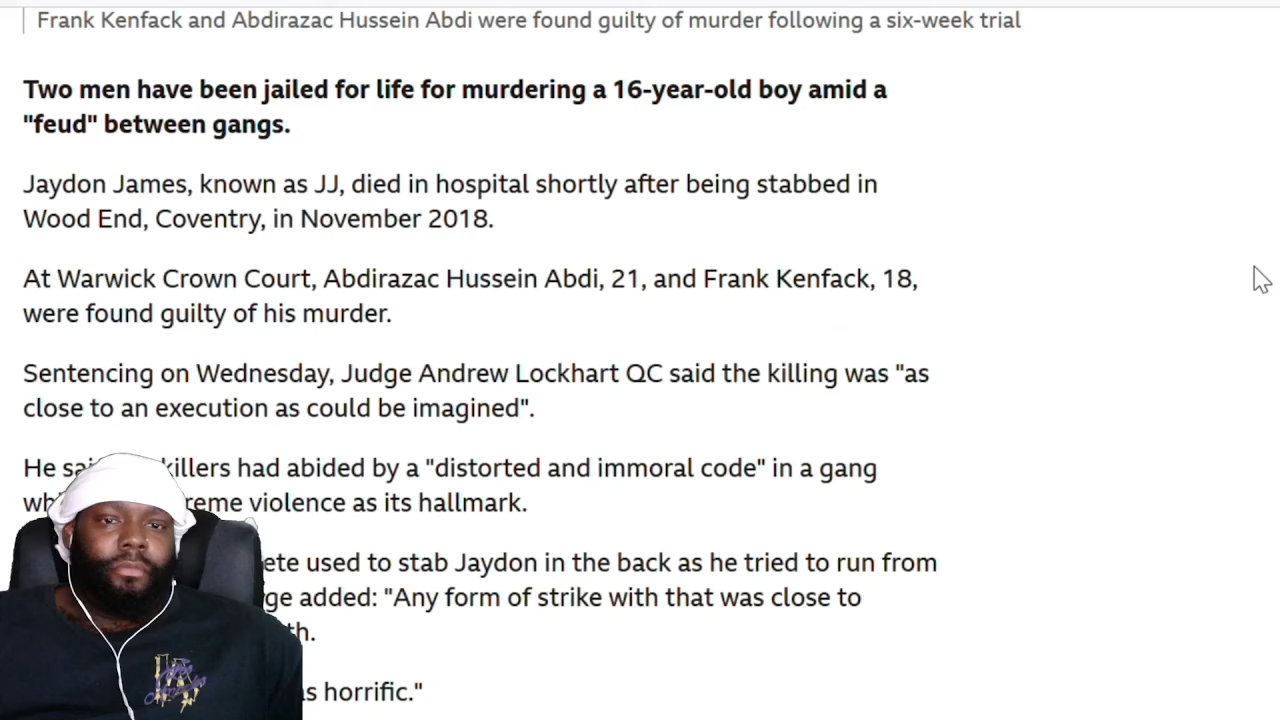 Frank Kenfack and Abdirazac Hussein Abdi were found guilty of murder following a six-week trial
Two men have been jailed for life for murdering a 16-year-old boy amid a
"feud" between gangs.
Jaydon James, known as JJ, died in hospital shortly after being stabbed in
Wood End, Coventry, in November 2018.
At Warwick Crown Court, Abdirazac Hussein Abdi, 21, and Frank Kenfack, 18,
were found guilty of his murder.
Sentencing on Wednesday, Judge Andrew Lockhart QC said the killing was "as
close to an execution as could be imagined".
He killers had abided by a "distorted and immoral code" in a gang
violence as its hallmark.
used to stab Jaydon in the back as he tried to run from
added: "Any form of strike with that was close to
horrific."